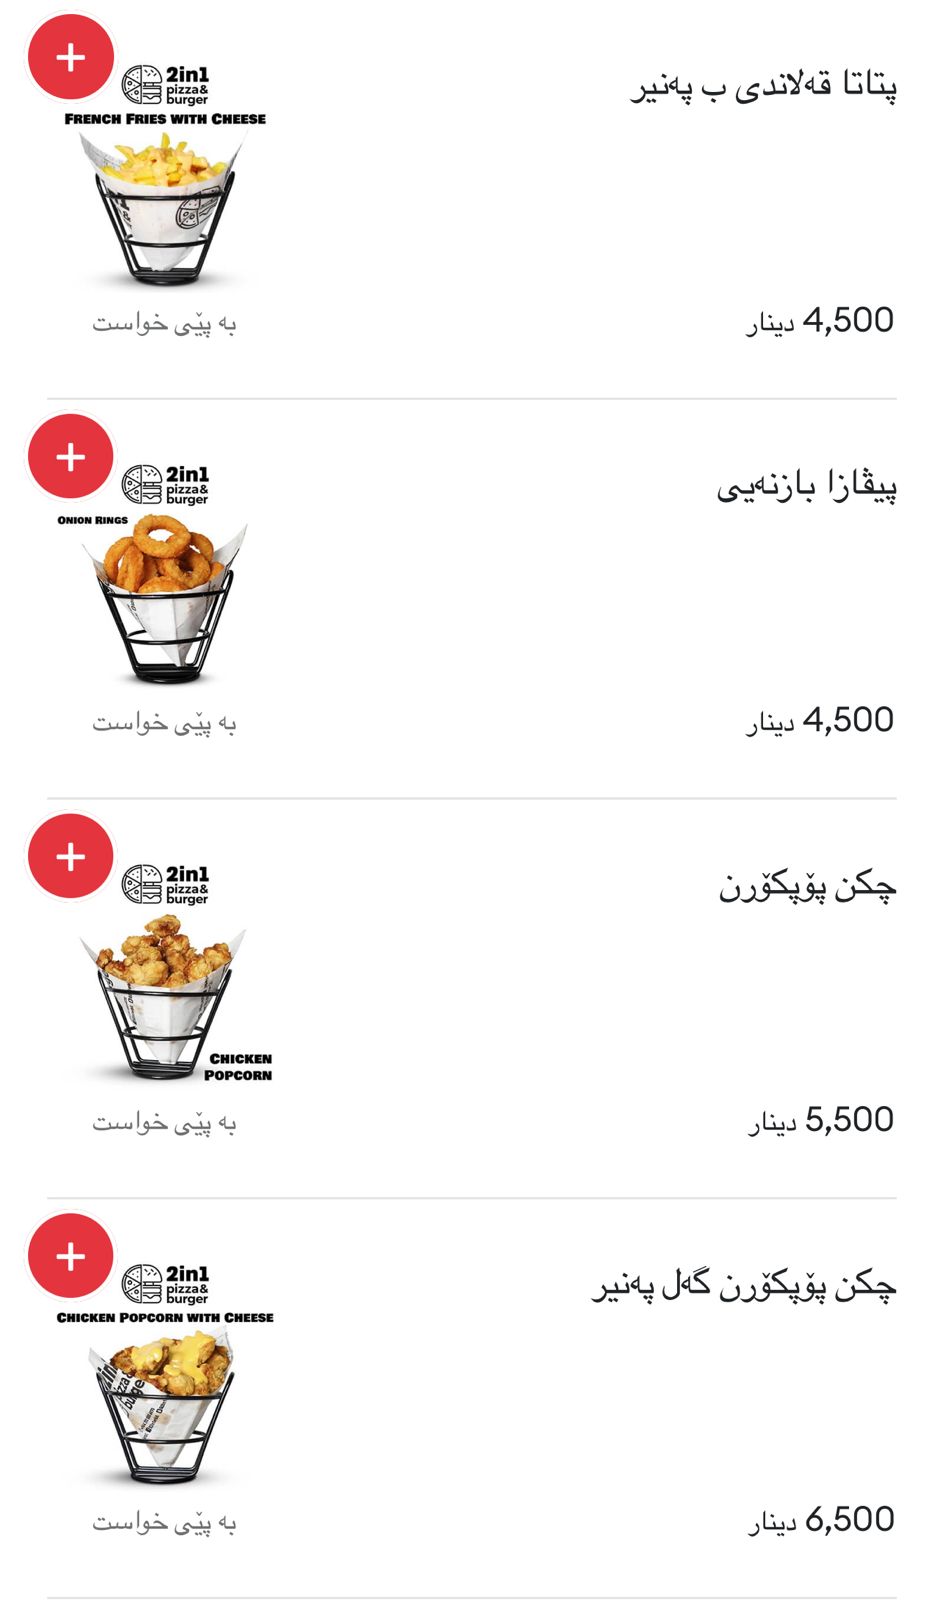 پتاتا قەلاندی ب پەنیر
2in1
pizza&
burger
French Fries with Cheese
4,500 دینار
بە پێی خواست
پیڤازا بازنەیی
2in1
pizza&
burger
Onion Rings
4,500 دینار
بە پێی خواست
چکن پۆپکۆرن
2in1
pizza&
burger
Chicken
Popcorn
5,500 دینار
بە پێی خواست
چکن پۆپکۆرن گەل پەنیر
2in1
pizza&
burger
Chicken Popcorn with Cheese
6,500 دینار
بە پێی خواست